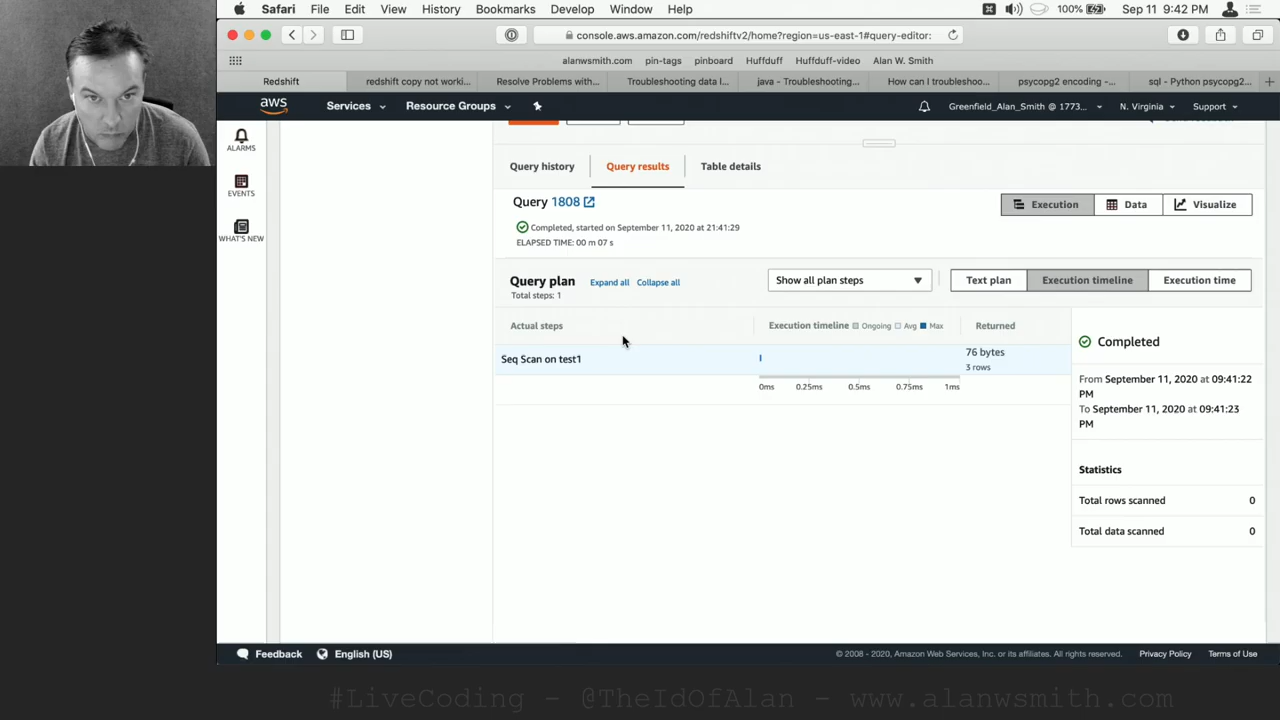 Safari File Edit View History Bookmarks Develop Window Help 100% Sep 11 9:42 PM
console.aws.amazon.com/redshiftv2/home?region=us-east-1#query-editor:
alanwsmith.com pin-tags pinboard Huffduff Huffduff-video Alan W. Smith
Redshift redshift copy not worki... Resolve Problems with... Troubleshooting data l... java - Troubleshooting... How can I troubleshoo... psycopg2 encoding -... sql - Python psycopg2...
aws Services Resource Groups Greenfield_Alan_Smith @ 1773... N. Virginia Support
ALARMS
EVENTS
WHAT'S NEW
Query history Query results Table details
Query 1808 Execution Data Visualize
Completed, started on September 11, 2020 at 21:41:29
ELAPSED TIME: 00 m 07 s
Query plan Expand all Collapse all Show all plan steps Text plan Execution timeline Execution time
Total steps: 1
Actual steps Execution timeline Ongoing Avg Max Returned
Seq Scan on test1 76 bytes
3 rows
0ms 0.25ms 0.5ms 0.75ms 1ms
Completed
From September 11, 2020 at 09:41:22
PM
To September 11, 2020 at 09:41:23
PM
Statistics
Total rows scanned 0
Total data scanned 0
Feedback English (US) © 2008 - 2020, Amazon Web Services, Inc. or its affiliates. All rights reserved. Privacy Policy Terms of Use
#LiveCoding - @TheIdOfAlan - www.alanwsmith.com